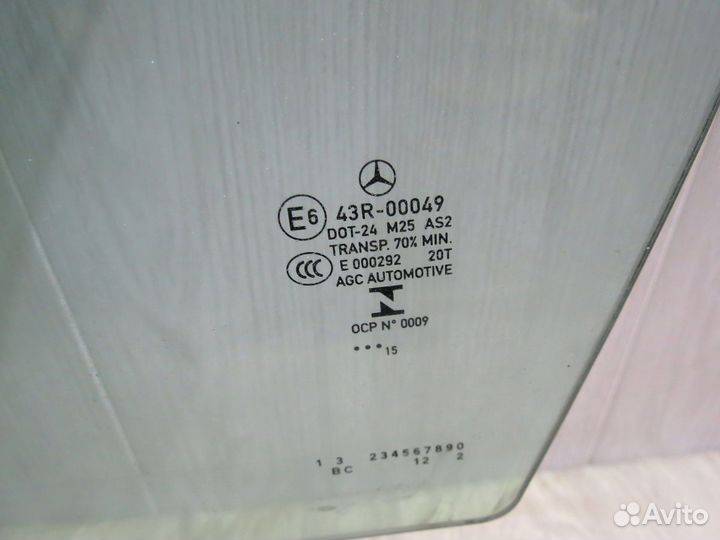 E6 43R-00049
DOT-24 M25 AS2
TRANSP. 70% MIN.
CCC E 000292 20T
AGC AUTOMOTIVE
OCP N° 0009
•••15
1 3 234567890
BC 12 2
Avito